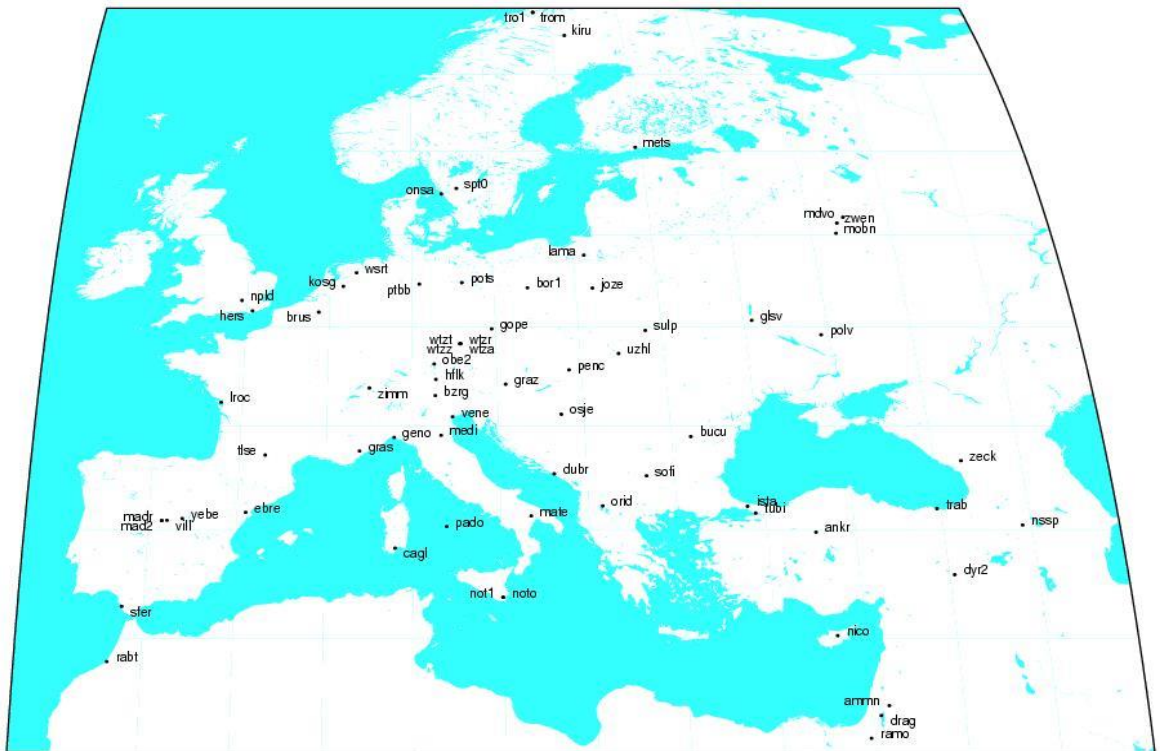 tro1 trom
kiru
mets
onsa spt0
mdvo zwen
mobn
lama
wsrt
kosg ptbb pots bor1 joze
npld
hers brus
gope sulp glsv polv
wtzt wtzr
wtzz wtza
uzhl
obe2
hflk penc
zimm graz
bzrg
lroc
vene osje
geno medi bucu
tlse gras
zeck
dubr sofi
orid ista
ebre tubi trab
madr yebe
mad2 vill
pado mate ankr nssp
cagl
dyr2
not1 noto
sfer
nico
rabt
ammn
drag
ramo